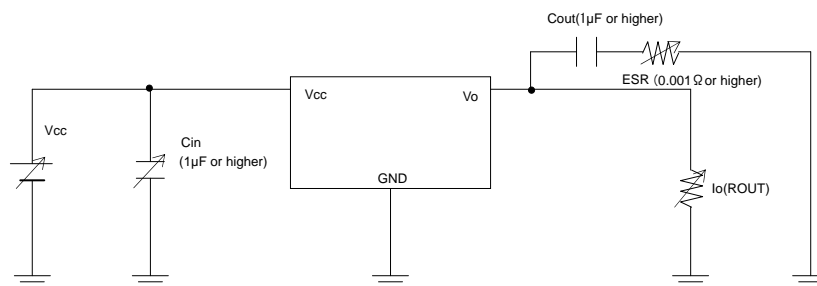 Cout(1µF or higher)
ESR (0.001Ω or higher)
Vcc
Vo
Vcc
Cin
(1µF or higher)
GND
Io(ROUT)